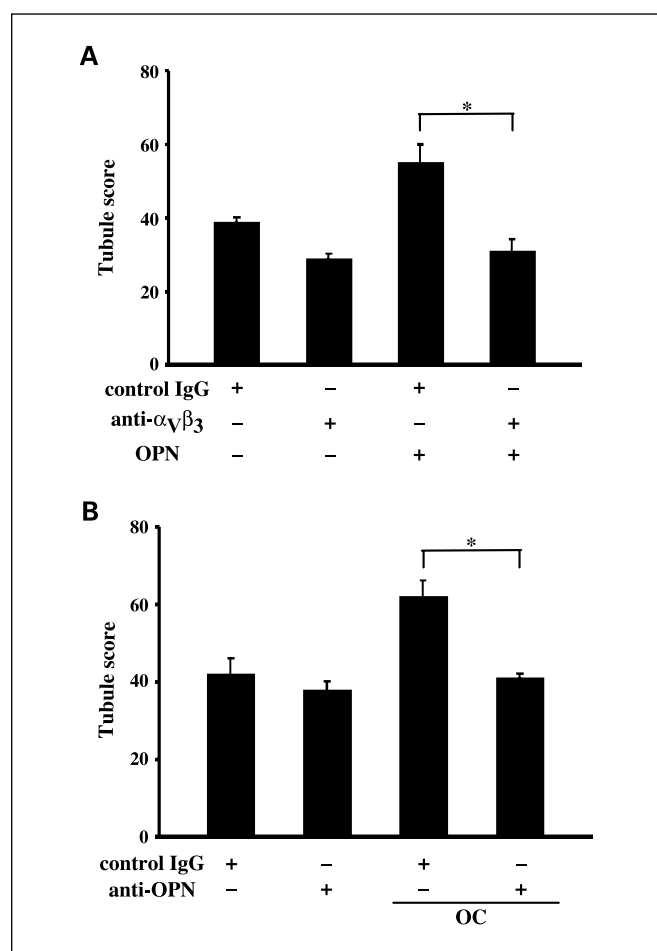 A
80
*
60
Tubule score
40
20
0
control IgG + – + –
anti-αVβ3 – + – +
OPN – – + +
B
80
*
60
Tubule score
40
20
0
control IgG + – + –
anti-OPN – + – +
OC